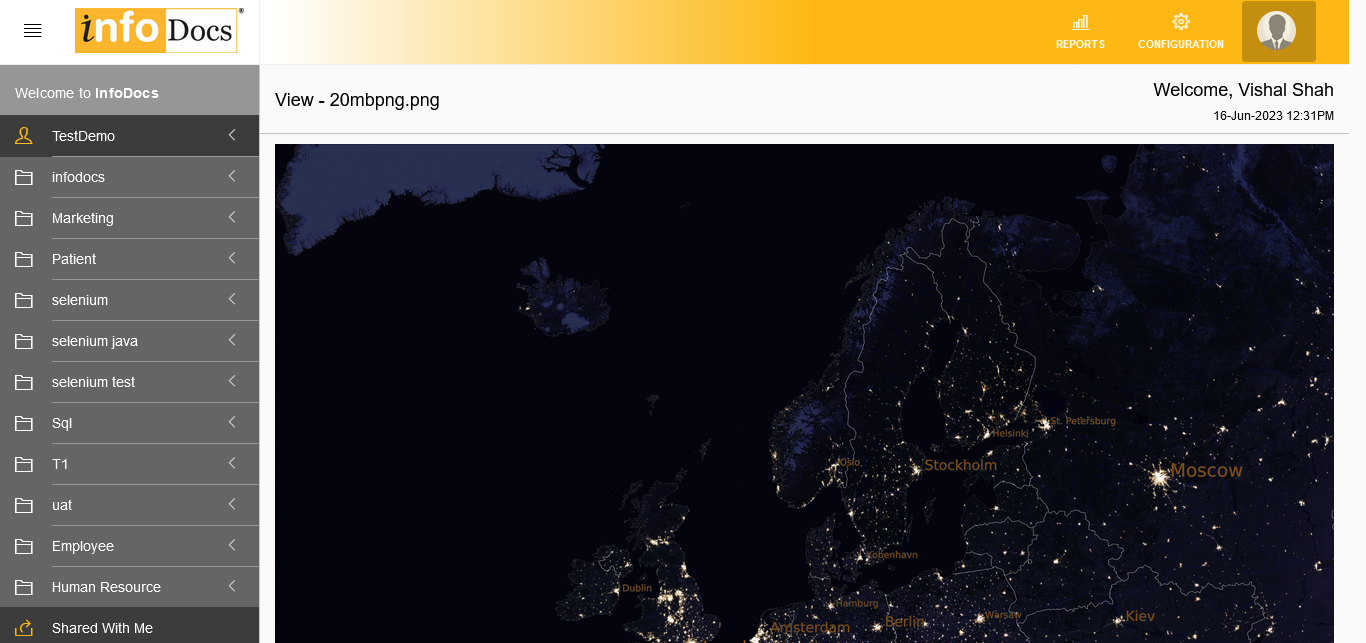 info Docs
REPORTS
CONFIGURATION
Welcome to InfoDocs
View - 20mbpng.png
Welcome, Vishal Shah
16-Jun-2023 12:31PM
TestDemo
infodocs
Marketing
Patient
selenium
selenium java
selenium test
Sql
T1
uat
Employee
Human Resource
Shared With Me
St. Petersburg
Helsinki
Oslo
Stockholm
Moscow
København
Dublin
Hamburg
Amsterdam
Berlin
Warsaw
Kiev